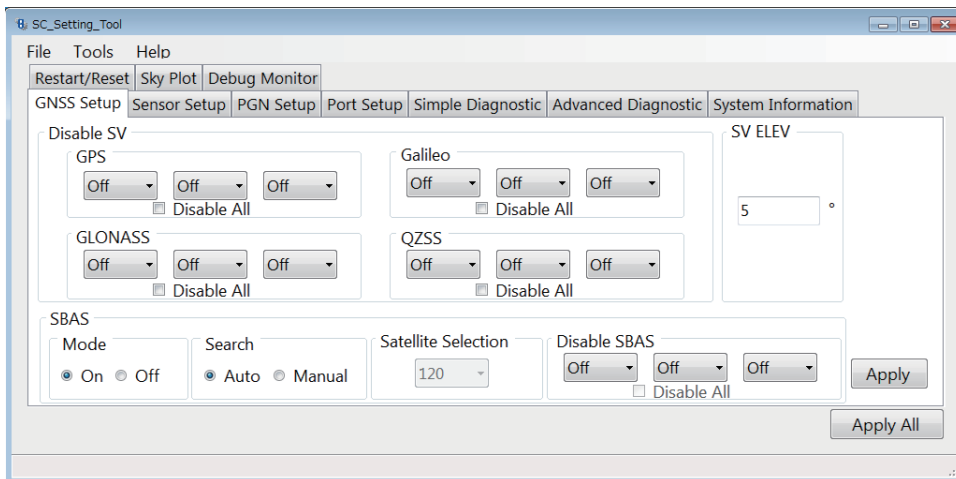 SC_Setting_Tool
File Tools Help
Restart/Reset Sky Plot Debug Monitor
GNSS Setup Sensor Setup PGN Setup Port Setup Simple Diagnostic Advanced Diagnostic System Information
Disable SV SV ELEV
GPS Galileo
Off Off Off Off Off Off
Disable All Disable All
5 °
GLONASS QZSS
Off Off Off Off Off Off
Disable All Disable All
SBAS
Mode Search Satellite Selection Disable SBAS
On Off Auto Manual 120 Off Off Off Apply
Disable All
Apply All